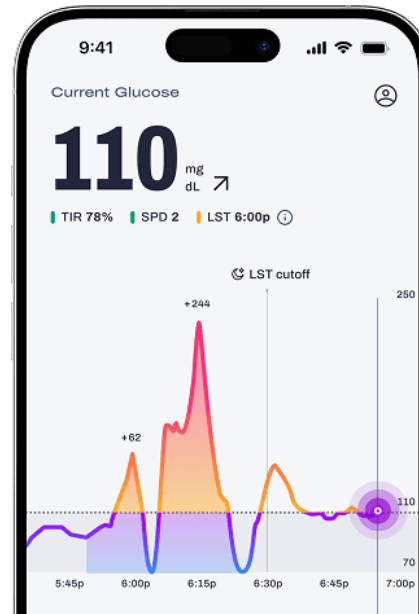 9:41
Current Glucose
110 mg
dL
TIR 78% SPD 2 LST 6:00p
LST cutoff
250
+244
+62
110
70
5:45p 6:00p 6:15p 6:30p 6:45p 7:00p